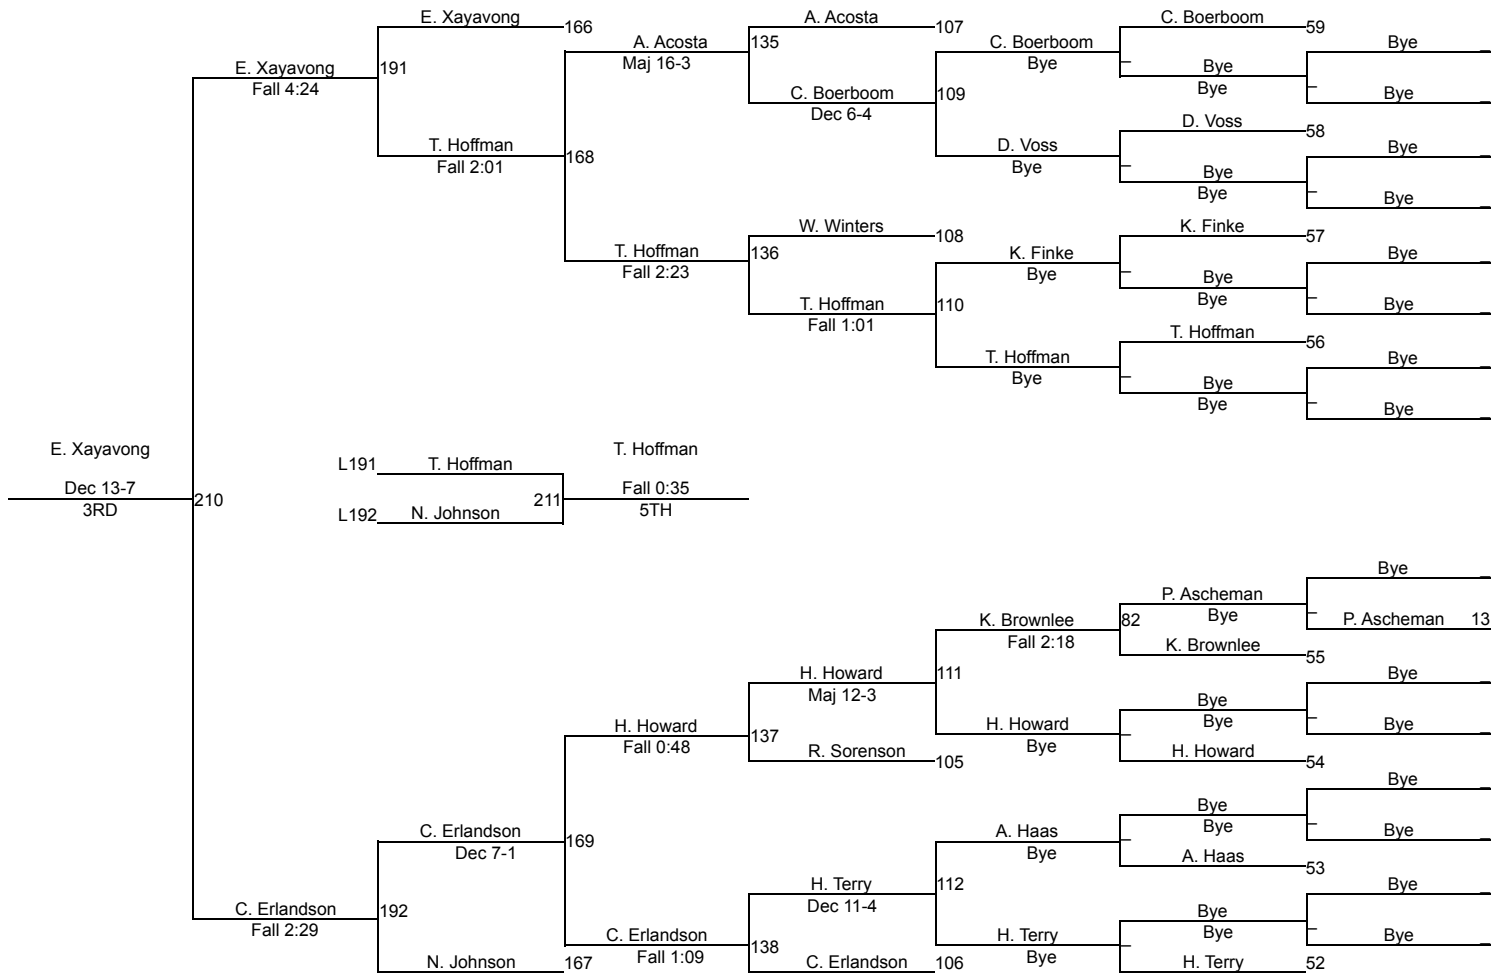 E. Xayavong
166
A. Acosta
107
C. Boerboom
59
A. Acosta
135
C. Boerboom
Bye
Maj 16-3
Bye
E. Xayavong
191
Bye
Fall 4:24
Bye
C. Boerboom
109
Bye
Dec 6-4
D. Voss
58
T. Hoffman
D. Voss
Bye
Fall 2:01
168
Bye
Bye
Bye
Bye
W. Winters
108
K. Finke
57
T. Hoffman
136
K. Finke
Bye
Fall 2:23
Bye
Bye
Bye
T. Hoffman
110
Bye
Fall 1:01
T. Hoffman
56
T. Hoffman
Bye
Bye
Bye
Bye
Bye
E. Xayavong
T. Hoffman
L191
T. Hoffman
Dec 13-7
210
211
Fall 0:35
3RD
L192
N. Johnson
5TH
Bye
P. Ascheman
K. Brownlee
82
Bye
P. Ascheman
13
Fall 2:18
K. Brownlee
55
H. Howard
111
Bye
Maj 12-3
Bye
H. Howard
H. Howard
Bye
Bye
Fall 0:48
137
Bye
R. Sorenson
105
H. Howard
54
Bye
Bye
C. Erlandson
A. Haas
Bye
Bye
Dec 7-1
169
Bye
A. Haas
53
H. Terry
112
Bye
Dec 11-4
C. Erlandson
192
Bye
Fall 2:29
Bye
C. Erlandson
138
H. Terry
Bye
Fall 1:09
Bye
N. Johnson
167
C. Erlandson
106
H. Terry
52